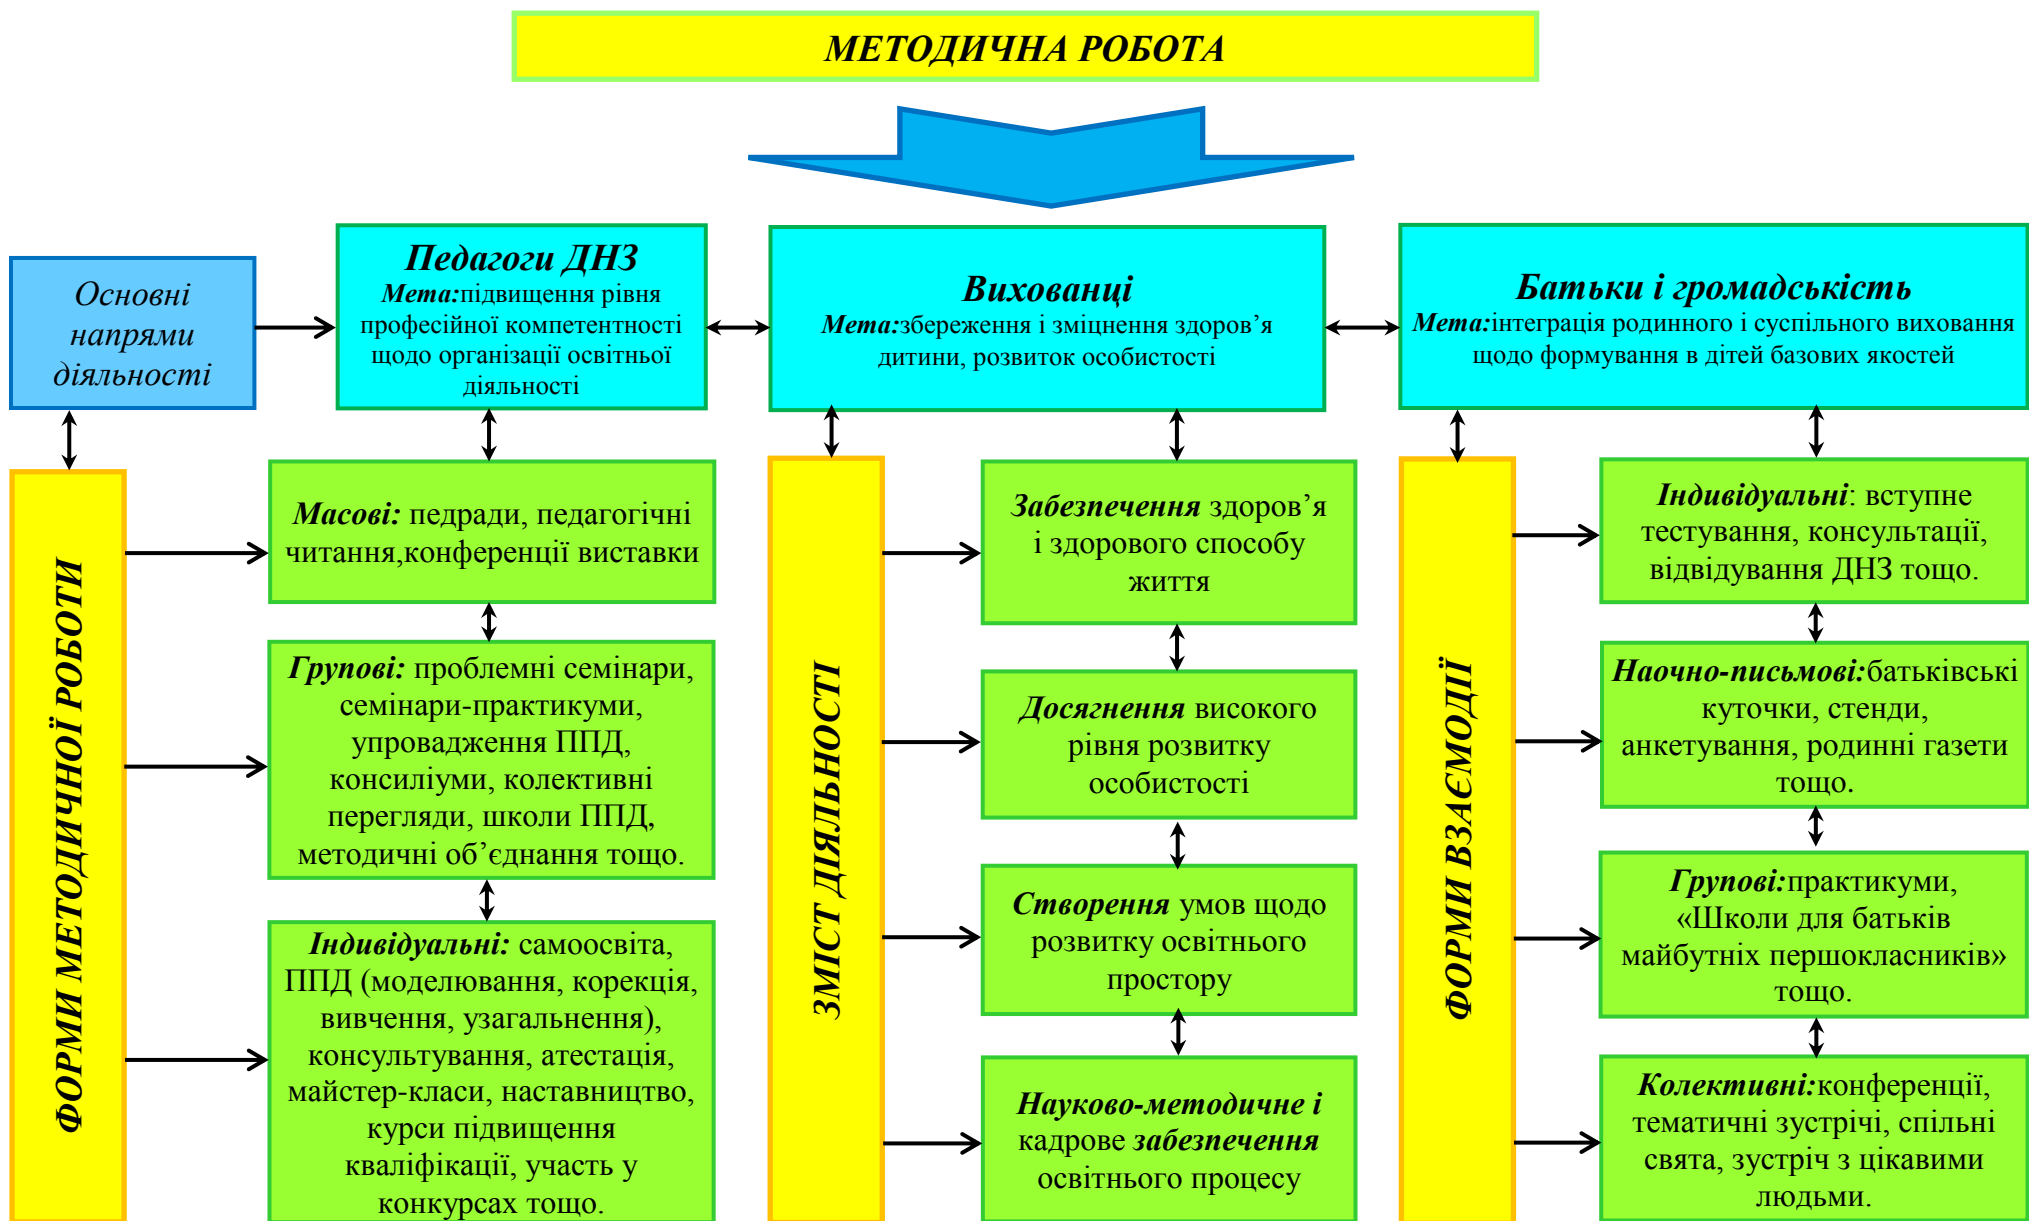 МЕТОДИЧНА РОБОТА
Основні
напрями
діяльності
Педагоги ДНЗ
Мета:підвищення рівня
професійної компетентності
щодо організації освітньої
діяльності
Вихованці
Мета:збереження і зміцнення здоров’я
дитини, розвиток особистості
Батьки і громадськість
Мета:інтеграція родинного і суспільного виховання
щодо формування в дітей базових якостей
ФОРМИ МЕТОДИЧНОЇ РОБОТИ
Масові: педради, педагогічні
читання,конференції виставки
Групові: проблемні семінари,
семінари-практикуми,
упровадження ППД,
консиліуми, колективні
перегляди, школи ППД,
методичні об’єднання тощо.
Індивідуальні: самоосвіта,
ППД (моделювання, корекція,
вивчення, узагальнення),
консультування, атестація,
майстер-класи, наставництво,
курси підвищення
кваліфікації, участь у
конкурсах тощо.
ЗМІСТ ДІЯЛЬНОСТІ
Забезпечення здоров’я
і здорового способу
життя
Досягнення високого
рівня розвитку
особистості
Створення умов щодо
розвитку освітнього
простору
Науково-методичне і
кадрове забезпечення
освітнього процесу
ФОРМИ ВЗАЄМОДІЇ
Індивідуальні: вступне
тестування, консультації,
відвідування ДНЗ тощо.
Наочно-письмові:батьківські
куточки, стенди,
анкетування, родинні газети
тощо.
Групові:практикуми,
«Школи для батьків
майбутніх першокласників»
тощо.
Колективні:конференції,
тематичні зустрічі, спільні
свята, зустріч з цікавими
людьми.